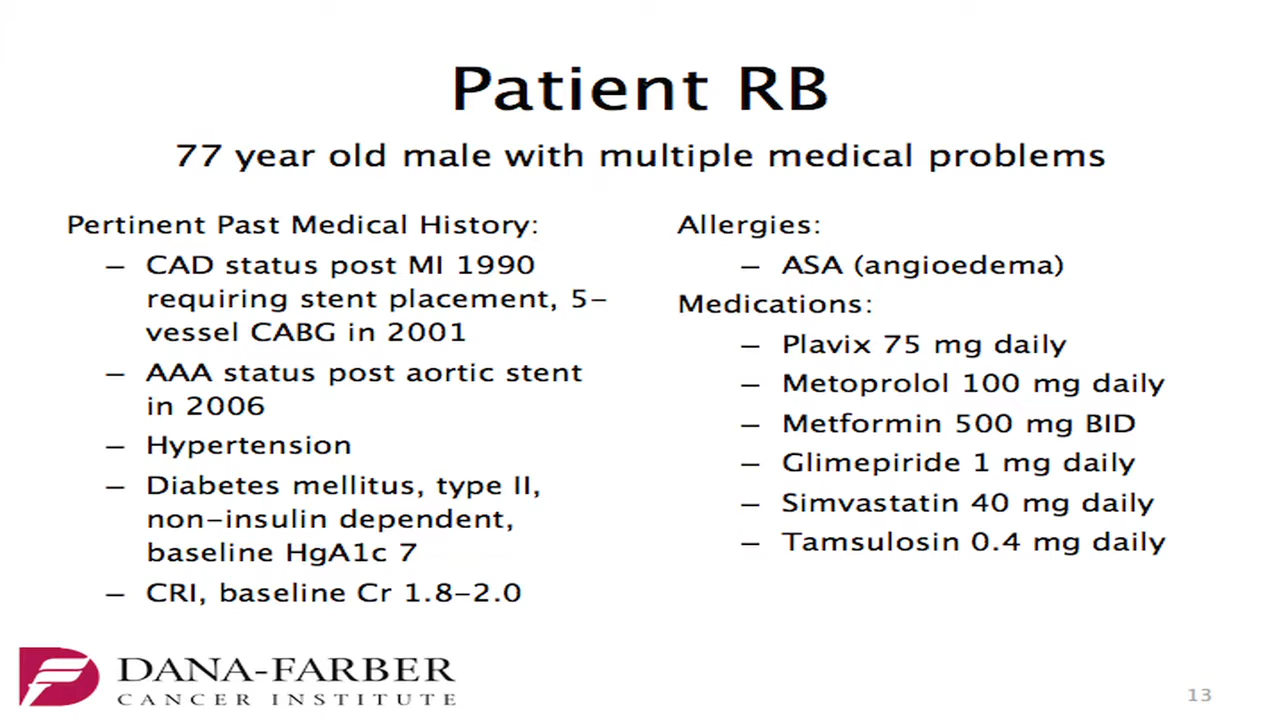 Patient RB
77 year old male with multiple medical problems
Pertinent Past Medical History:
– CAD status post MI 1990
requiring stent placement, 5–
vessel CABG in 2001
– AAA status post aortic stent
in 2006
– Hypertension
– Diabetes mellitus, type II,
non–insulin dependent,
baseline HgA1c 7
– CRI, baseline Cr 1.8–2.0
Allergies:
– ASA (angioedema)
Medications:
– Plavix 75 mg daily
– Metoprolol 100 mg daily
– Metformin 500 mg BID
– Glimepiride 1 mg daily
– Simvastatin 40 mg daily
– Tamsulosin 0.4 mg daily
DANA-FARBER
CANCER INSTITUTE
13